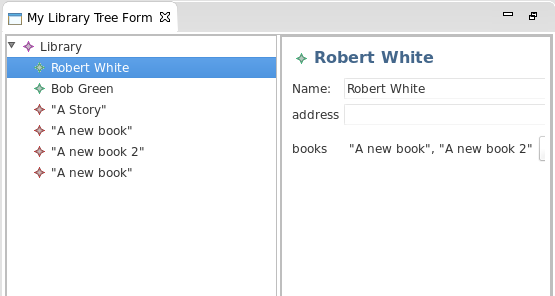 My Library Tree Form
Library
Robert White
Bob Green
"A Story"
"A new book"
"A new book 2"
"A new book"
Robert White
Name: Robert White
address
books "A new book", "A new book 2"